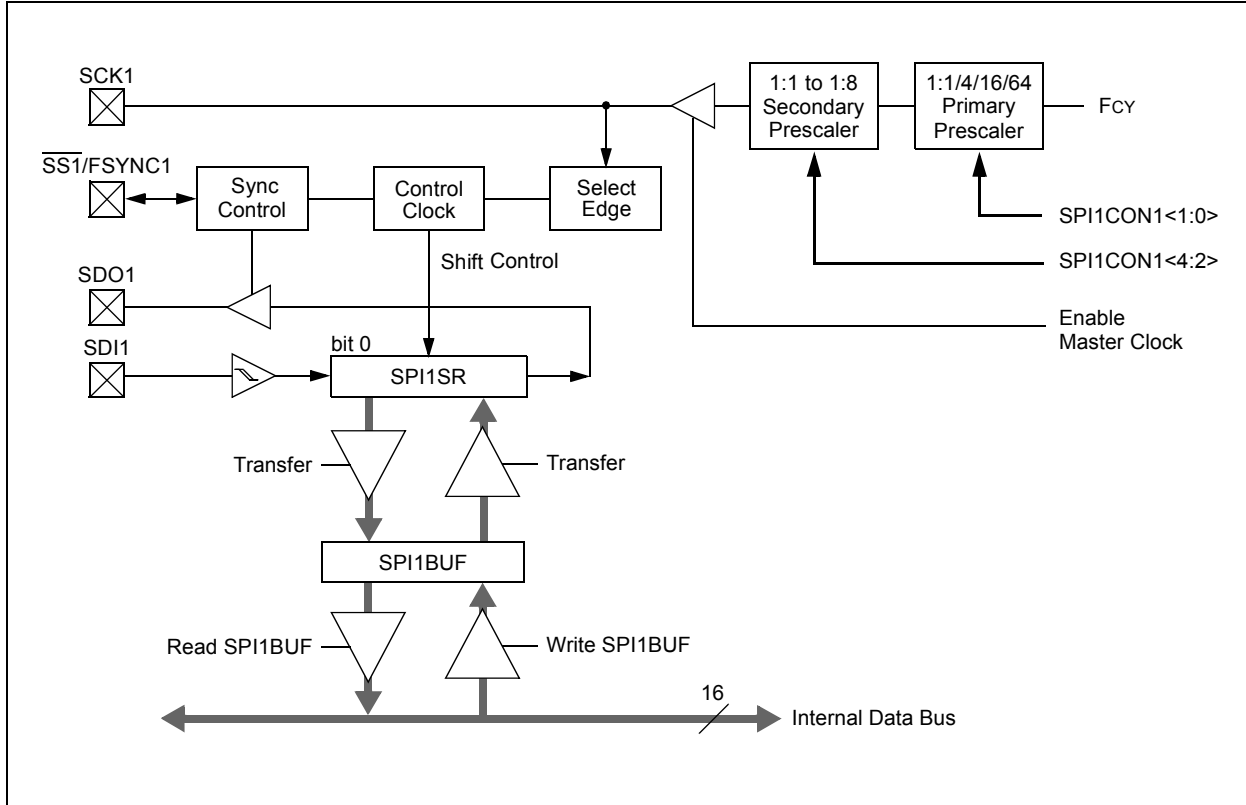 SCK1
1:1 to 1:8
Secondary
Prescaler
1:1/4/16/64
Primary
Prescaler
FCY
SS1/FSYNC1
Sync
Control
Control
Clock
Select
Edge
SPI1CON1<1:0>
Shift Control
SPI1CON1<4:2>
SDO1
Enable
Master Clock
SDI1
bit 0
SPI1SR
Transfer
Transfer
SPI1BUF
Read SPI1BUF
Write SPI1BUF
16
Internal Data Bus